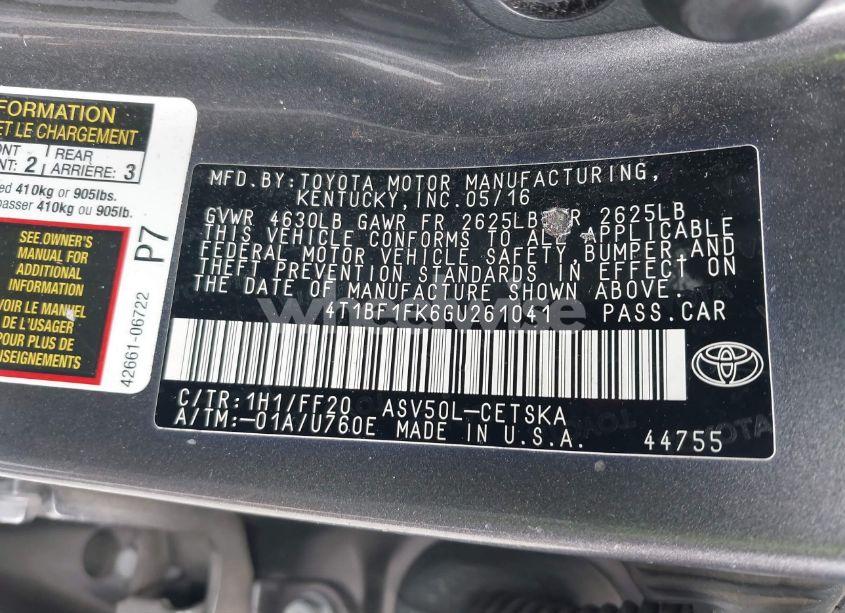 FORMATION
ET LE CHARGEMENT
ONT
NT: 2
REAR
ARRIÈRE: 3
ed 410kg or 905lbs.
passer 410kg ou 905lb.
SEE OWNER'S
MANUAL FOR
ADDITIONAL
INFORMATION
VOIR LE MANUEL
DE L'USAGER
POUR PLUS DE
RENSEIGNEMENTS
P7
42661-06722
MFD.BY:TOYOTA MOTOR MANUFACTURING,
KENTUCKY,INC.05/16
GVWR 4630LB GAWR FR 2625LB R 2625LB
THIS VEHICLE CONFORMS TO ALL APPLICABLE
FEDERAL MOTOR VEHICLE SAFETY,BUMPER,AND
THEFT PREVENTION STANDARDS IN EFFECT ON
THE DATE OF MANUFACTURE SHOWN ABOVE.
4T1BF1FK6GU261041 PASS.CAR
wheelwise
C/TR:1H1/FF20 ASV50L-CETSKA
A/TM:-01A/U760E MADE IN U.S.A. 44755